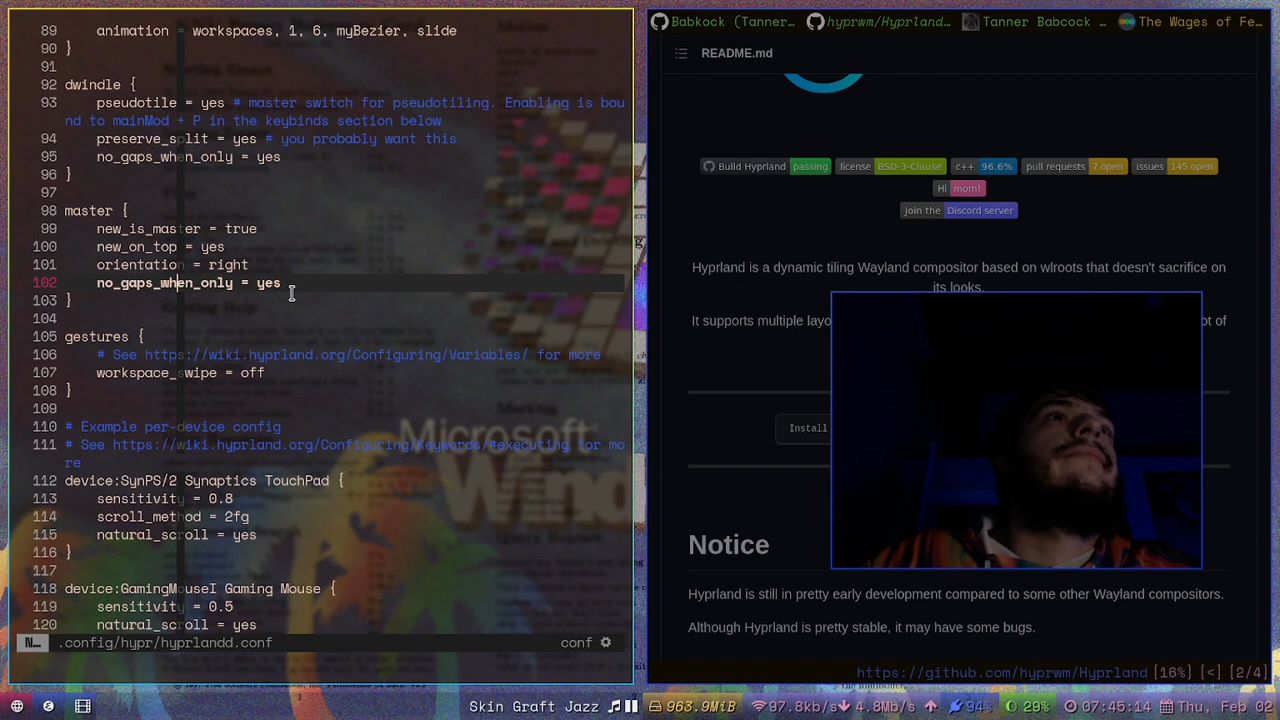 89 animation = workspaces, 1, 6, myBezier, slide
90 }
91
92 dwindle {
93 pseudotile = yes # master switch for pseudotiling. Enabling is bou
nd to mainMod + P in the keybinds section below
94 preserve_split = yes # you probably want this
95 no_gaps_when_only = yes
96 }
97
98 master {
99 new_is_master = true
100 new_on_top = yes
101 orientation = right
102 no_gaps_when_only = yes
103 }
104
105 gestures {
106 # See https://wiki.hyprland.org/Configuring/Variables/ for more
107 workspace_swipe = off
108 }
109
110 # Example per-device config
111 # See https://wiki.hyprland.org/Configuring/Keywords/#executing for mo
re
112 device:SynPS/2 Synaptics TouchPad {
113 sensitivity = 0.8
114 scroll_method = 2fg
115 natural_scroll = yes
116 }
117
118 device:GamingMouseI Gaming Mouse {
119 sensitivity = 0.5
120 natural_scroll = yes
N… .config/hypr/hyprlandd.conf conf
Microsoft
Wind
Babkock (Tanner… hyprwm/Hyprland… Tanner Babcock … The Wages of Fe…
README.md
Build Hyprland passing license BSD-3-Clause c++ 96.6% pull requests 7 open issues 145 open
Hi mom!
Join the Discord server
Hyprland is a dynamic tiling Wayland compositor based on wlroots that doesn't sacrifice on
its looks.
It supports multiple layo ot of
Install
Notice
Hyprland is still in pretty early development compared to some other Wayland compositors.
Although Hyprland is pretty stable, it may have some bugs.
https://github.com/hyprwm/Hyprland [16%] [<] [2/4]
1 Skin Graft Jazz 2 963.9MiB 97.8kb/s 4.8Mb/s 94% 29% 07:45:14 Thu, Feb 02